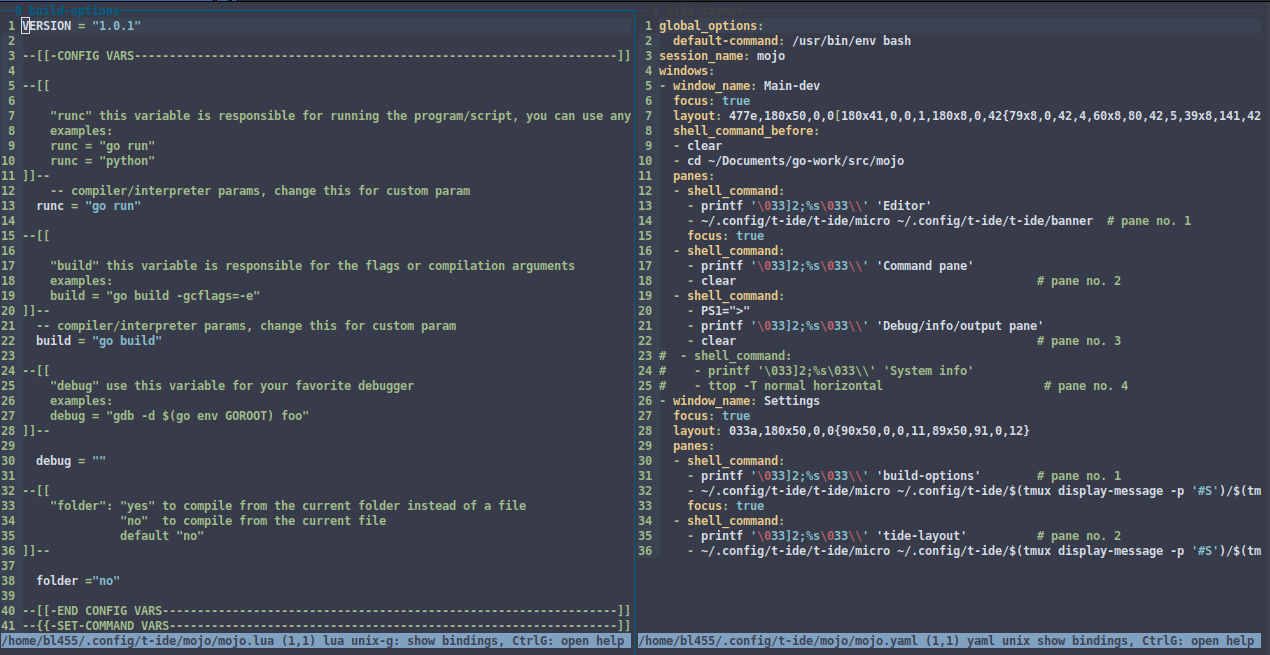 0 build-options
1 VERSION = "1.0.1"
2
3 --[[-CONFIG VARS---------------------------------------------------------------------]]
4
5 --[[
6
7     "runc" this variable is responsible for running the program/script, you can use any
8     examples:
9     runc = "go run"
10     runc = "python"
11 ]]--
12     -- compiler/interpreter params, change this for custom param
13   runc = "go run"
14
15 --[[
16
17     "build" this variable is responsible for the flags or compilation arguments
18     examples:
19     build = "go build -gcflags=-e"
20 ]]--
21   -- compiler/interpreter params, change this for custom param
22   build = "go build"
23
24 --[[
25     "debug" use this variable for your favorite debugger
26     examples:
27     debug = "gdb -d $(go env GOROOT) foo"
28 ]]--
29
30   debug = ""
31
32 --[[
33     "folder": "yes" to compile from the current folder instead of a file
34               "no"  to compile from the current file
35               default "no"
36 ]]--
37
38   folder ="no"
39
40 --[[-END CONFIG VARS-----------------------------------------------------------------]]
41 --{{-SET-COMMAND VARS----------------------------------------------------------------]]
/home/bl455/.config/t-ide/mojo/mojo.lua (1,1) lua unix-g: show bindings, CtrlG: open help
1 tide-layout
1 global_options:
2   default-command: /usr/bin/env bash
3 session_name: mojo
4 windows:
5 - window_name: Main-dev
6   focus: true
7   layout: 477e,180x50,0,0[180x41,0,0,1,180x8,0,42{79x8,0,42,4,60x8,80,42,5,39x8,141,42
8   shell_command_before:
9   - clear
10   - cd ~/Documents/go-work/src/mojo
11   panes:
12   - shell_command:
13     - printf '\033]2;%s\033\\' 'Editor'
14     - ~/.config/t-ide/t-ide/micro ~/.config/t-ide/t-ide/banner  # pane no. 1
15     focus: true
16   - shell_command:
17     - printf '\033]2;%s\033\\' 'Command pane'
18     - clear                                           # pane no. 2
19   - shell_command:
20     - PS1=">"
21     - printf '\033]2;%s\033\\' 'Debug/info/output pane'
22     - clear                                           # pane no. 3
23 #  - shell_command:
24 #    - printf '\033]2;%s\033\\' 'System info'
25 #    - ttop -T normal horizontal                       # pane no. 4
26 - window_name: Settings
27   focus: true
28   layout: 033a,180x50,0,0{90x50,0,0,11,89x50,91,0,12}
29   panes:
30   - shell_command:
31     - printf '\033]2;%s\033\\' 'build-options'        # pane no. 1
32     - ~/.config/t-ide/t-ide/micro ~/.config/t-ide/$(tmux display-message -p '#S')/$(tm
33     focus: true
34   - shell_command:
35     - printf '\033]2;%s\033\\' 'tide-layout'          # pane no. 2
36     - ~/.config/t-ide/t-ide/micro ~/.config/t-ide/$(tmux display-message -p '#S')/$(tm
/home/bl455/.config/t-ide/mojo/mojo.yaml (1,1) yaml unix show bindings, CtrlG: open help